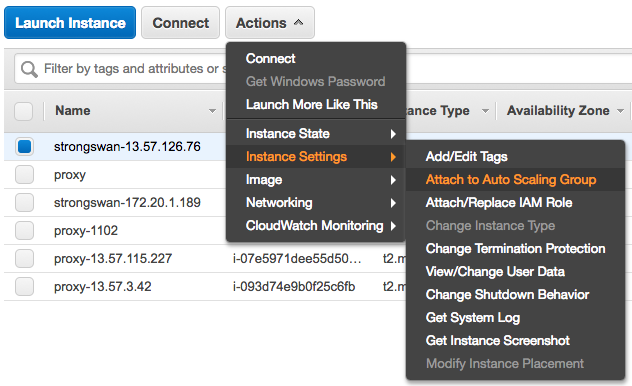 Launch Instance Connect Actions
Filter by tags and attributes or
Connect
Get Windows Password
Launch More Like This
Name Type Availability Zone
Instance State
strongswan-13.57.126.76
Instance Settings Add/Edit Tags
proxy
Image Attach to Auto Scaling Group
strongswan-172.20.1.189
Networking Attach/Replace IAM Role
proxy-1102
CloudWatch Monitoring Change Instance Type
Change Termination Protection
proxy-13.57.115.227 i-07e5971dee55d50... t2.m
View/Change User Data
proxy-13.57.3.42 i-093d74e9b0f25c6fb t2.m
Change Shutdown Behavior
Get System Log
Get Instance Screenshot
Modify Instance Placement